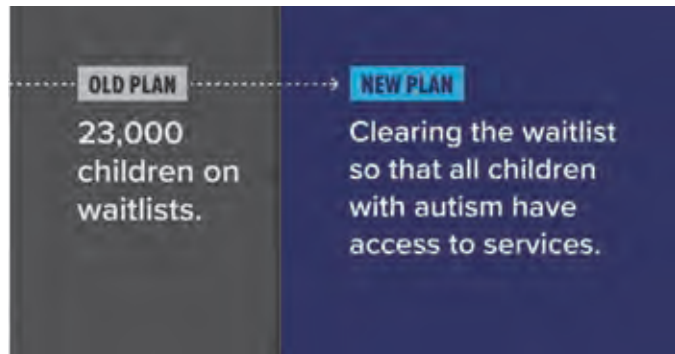 OLD PLAN
23,000
children on
waitlists.
NEW PLAN
Clearing the waitlist
so that all children
with autism have
access to services.